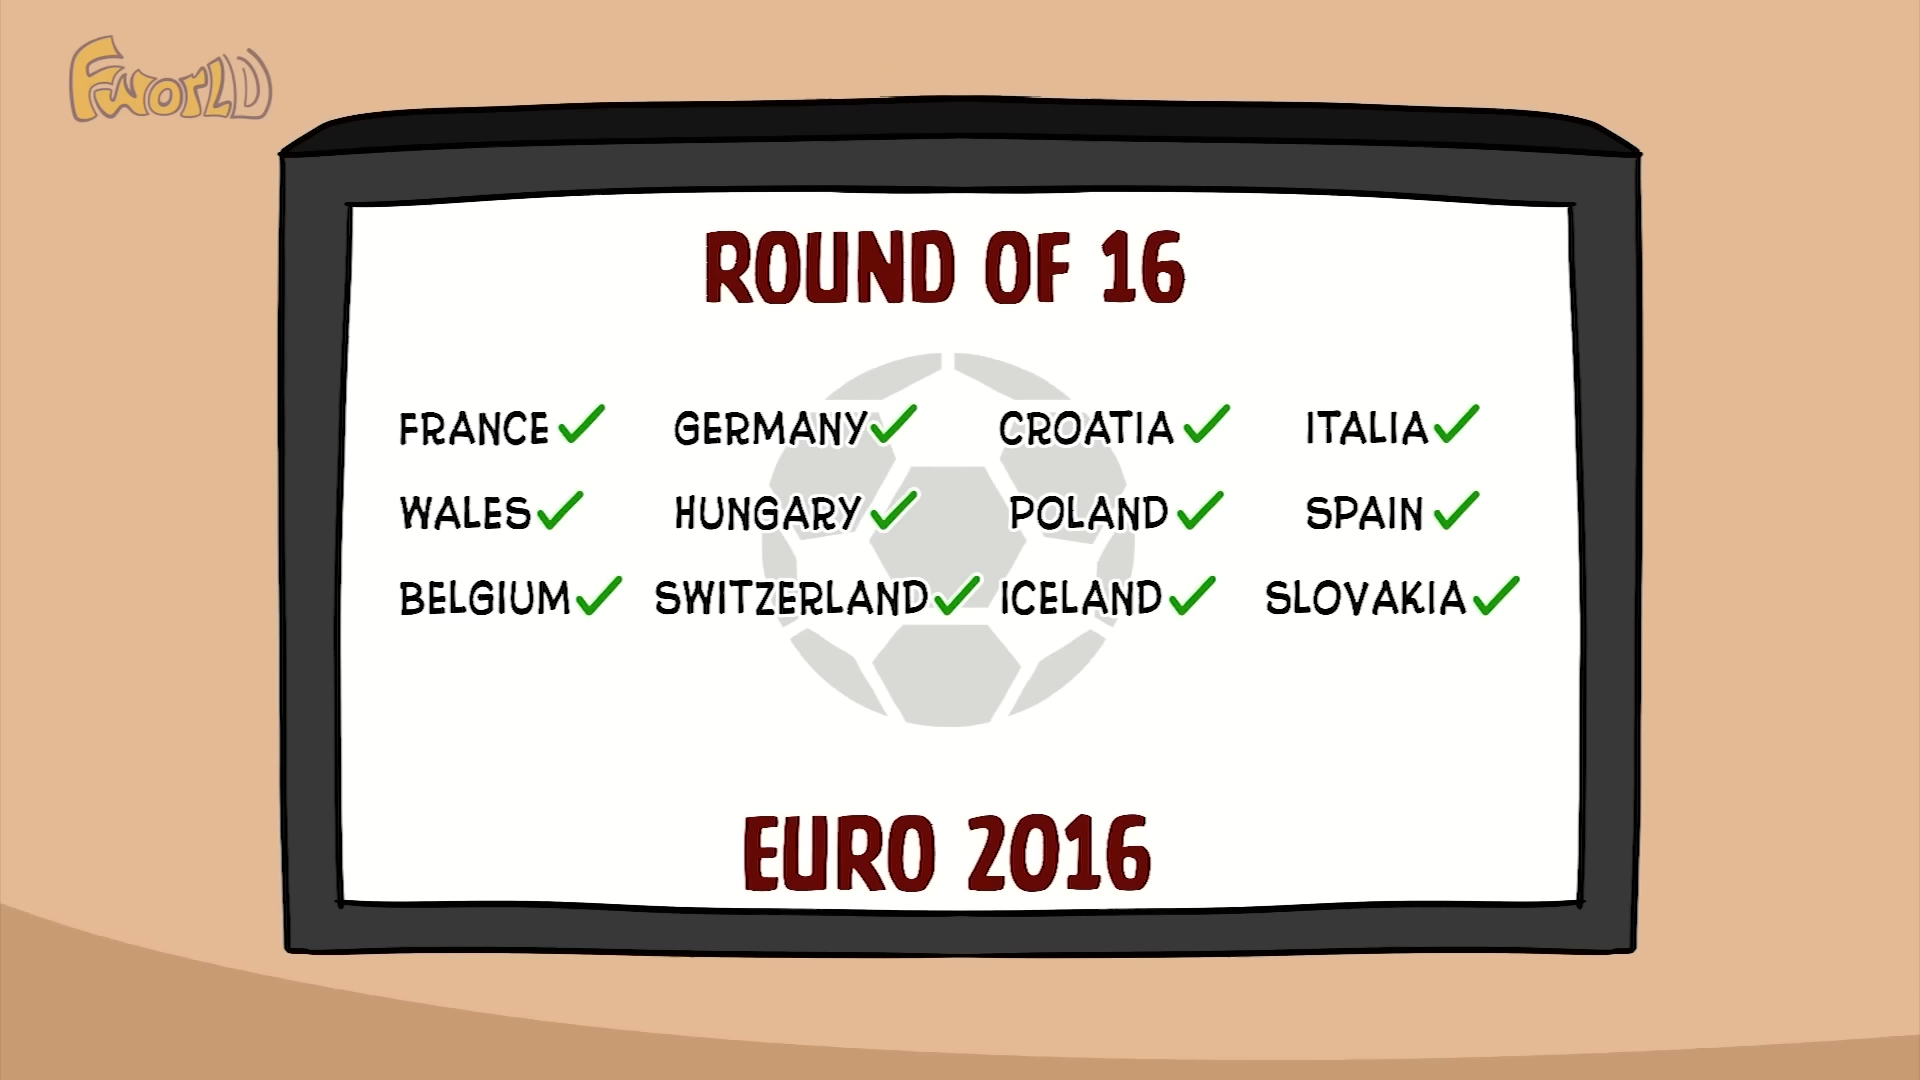 FWORLD
ROUND OF 16
FRANCE GERMANY CROATIA ITALIA
WALES HUNGARY POLAND SPAIN
BELGIUM SWITZERLAND ICELAND SLOVAKIA
EURO 2016